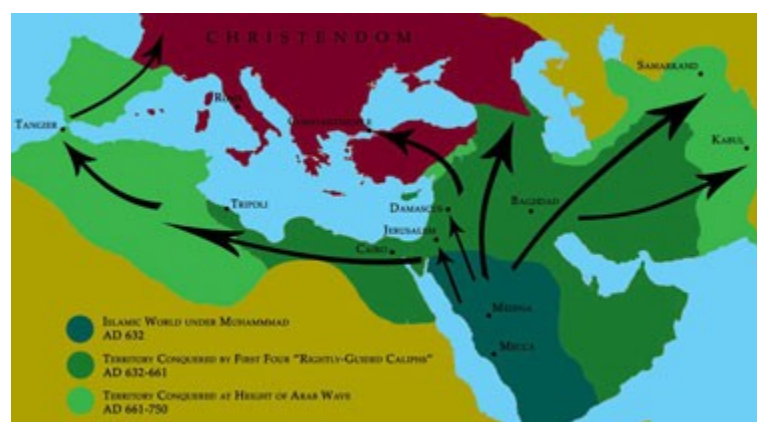 CHRISTENDOM
SAMARKAND
ROME
TANGIER
CONSTANTINOPLE
KABUL
TRIPOLI
DAMASCUS
BAGHDAD
JERUSALEM
CAIRO
MEDINA
MECCA
ISLAMIC WORLD UNDER MUHAMMMAD
AD 632
TERRITORY CONQUERED BY FIRST FOUR "RIGHTLY-GUIDED CALIPHS"
AD 632-661
TERRITORY CONQUERED AT HEIGHT OF ARAB WAVE
AD 661-750